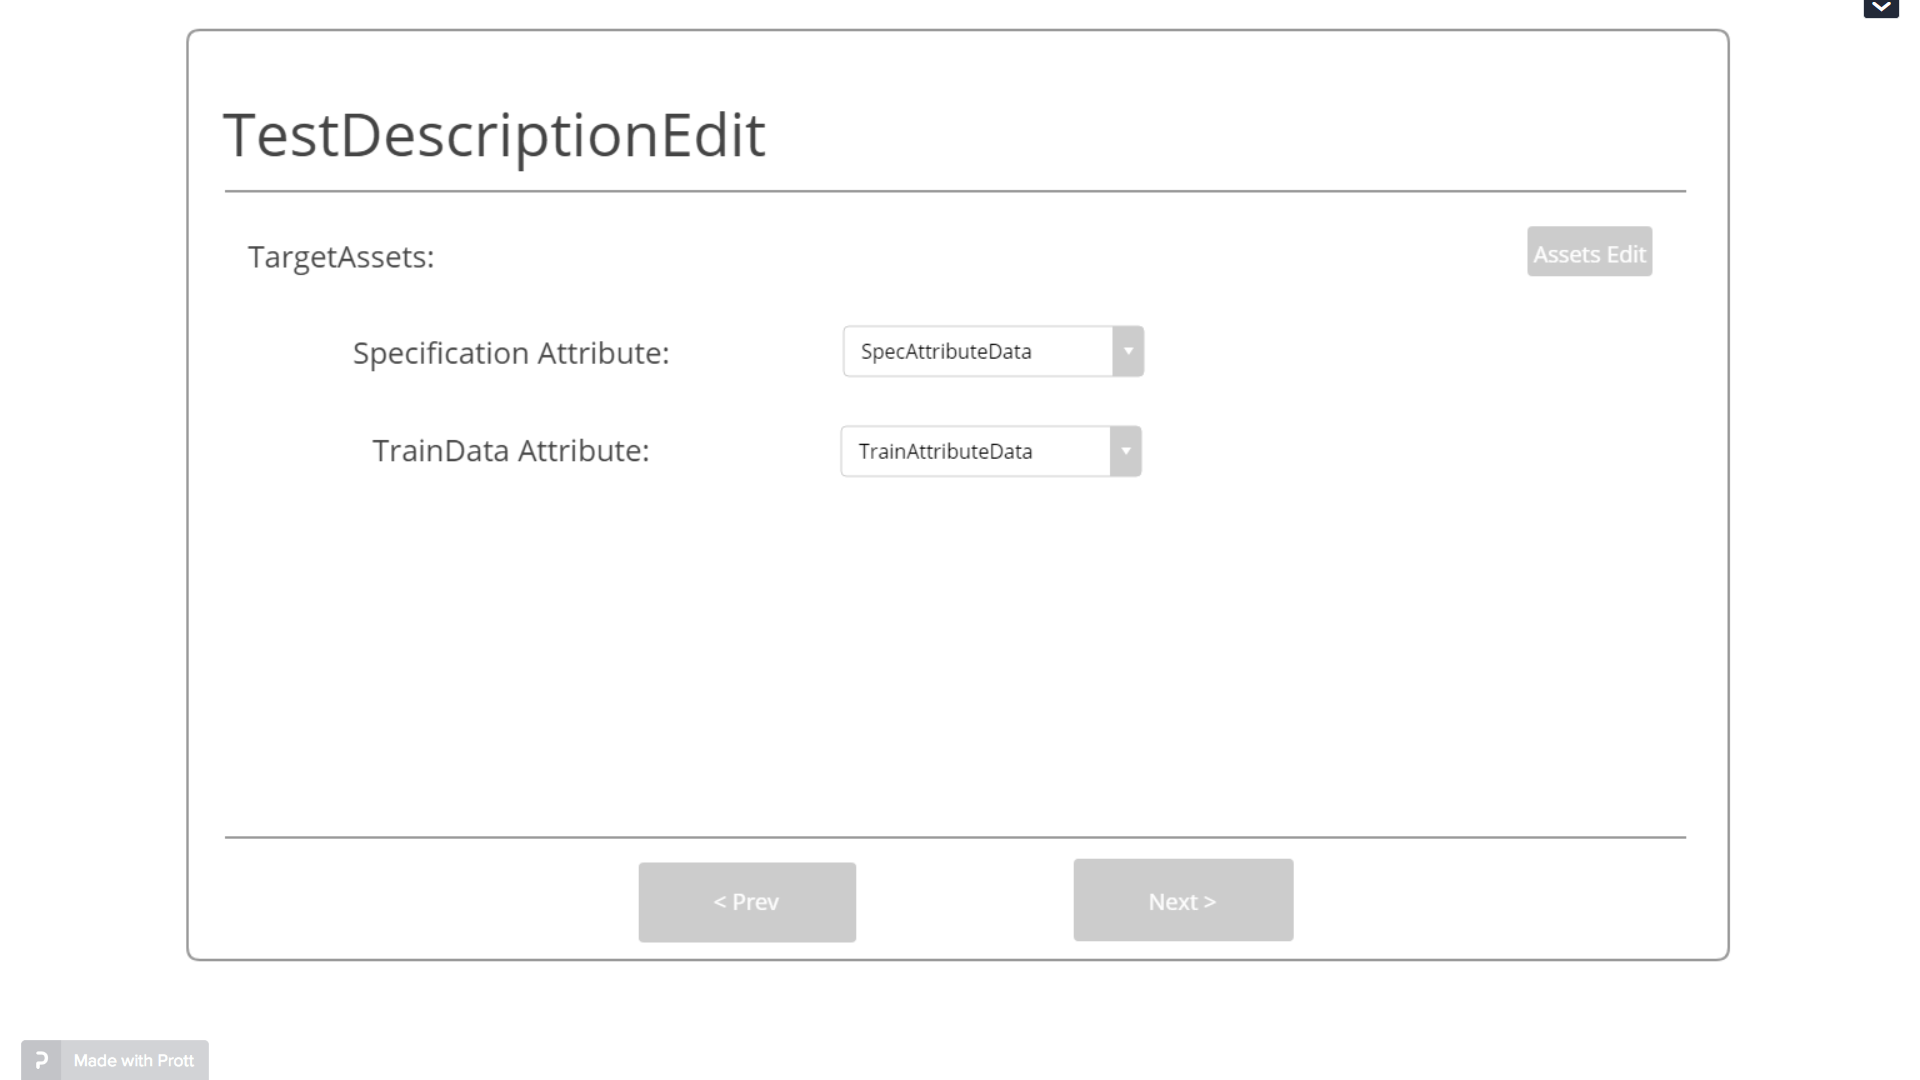 TestDescriptionEdit
TargetAssets:
Assets Edit
Specification Attribute:
SpecAttributeData
TrainData Attribute:
TrainAttributeData
< Prev
Next >
Made with Prott